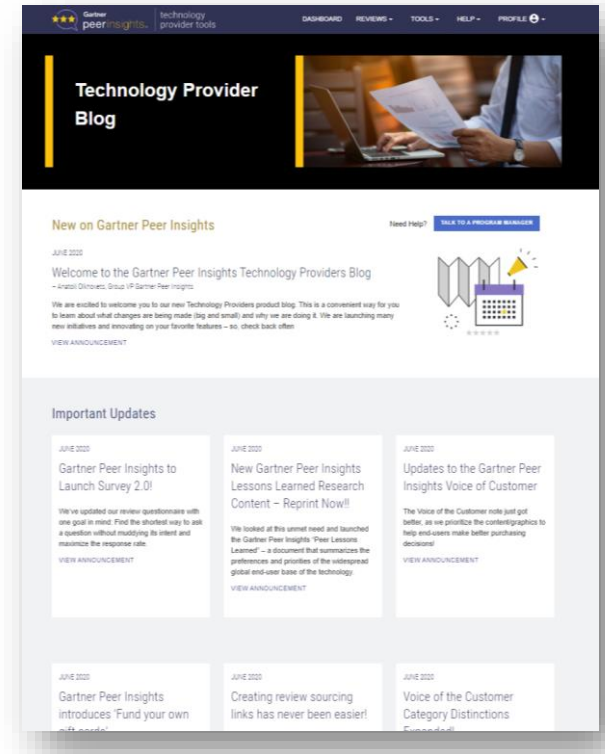 Gartner
peerinsights™
technology
provider tools
DASHBOARD REVIEWS TOOLS HELP PROFILE
Technology Provider
Blog
New on Gartner Peer Insights
Need Help?
TALK TO A PROGRAM MANAGER
JUNE 2020
Welcome to the Gartner Peer Insights Technology Providers Blog
Group VP Gartner Peer Insights
We are excited to welcome you to our new Technology Providers product blog. This is a convenient way for you
to learn about what changes are being made (big and small) and why we are doing it. We are launching many
new initiatives and innovating on your favorite features – so, check back often
VIEW ANNOUNCEMENT
Important Updates
JUNE 2020
Gartner Peer Insights to
Launch Survey 2.0!
We've updated our review questionnaire with
one goal in mind: Find the shortest way to ask
a question without muddying its intent and
maximize the response rate.
VIEW ANNOUNCEMENT
JUNE 2020
New Gartner Peer Insights
Lessons Learned Research
Content – Reprint Now!!
We looked at this unmet need and launched
the Gartner Peer Insights "Peer Lessons
Learned" – a document that summarizes the
preferences and priorities of the widespread
global end-user base of the technology.
VIEW ANNOUNCEMENT
JUNE 2020
Updates to the Gartner Peer
Insights Voice of Customer
The Voice of the Customer note just got
better, as we prioritize the content/graphics to
help end-users make better purchasing
decisions!
VIEW ANNOUNCEMENT
JUNE 2020
Gartner Peer Insights
introduces 'Fund your own
gift cards'
JUNE 2020
Creating review sourcing
links has never been easier!
JUNE 2020
Voice of the Customer
Category Distinctions
Expanded!